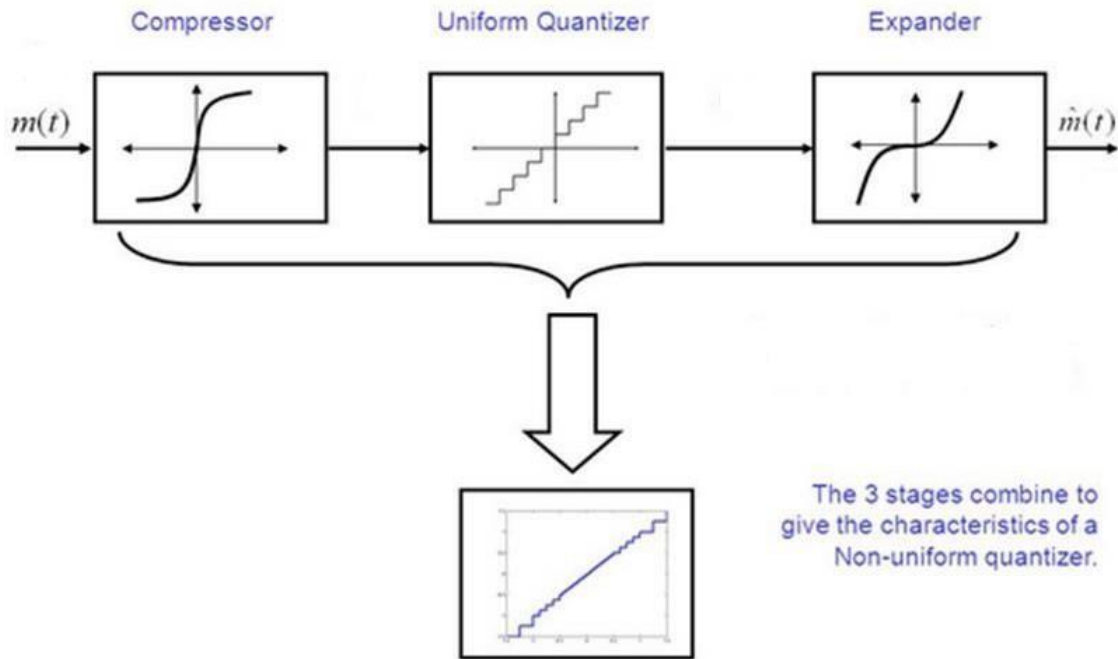 Compressor
Uniform Quantizer
Expander
m(t)
m̂(t)
The 3 stages combine to
give the characteristics of a
Non-uniform quantizer.